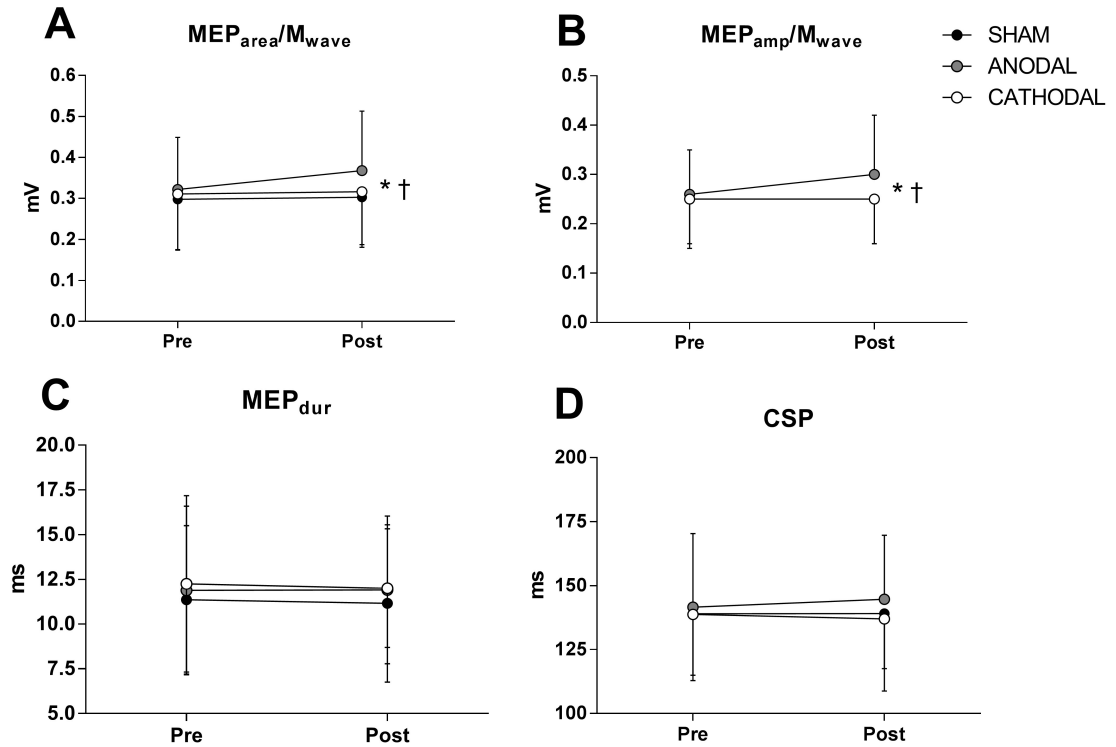 A
MEParea/Mwave
mV
0.6
0.5
0.4
0.3
0.2
0.1
0.0
* †
Pre Post
B
MEPamp/Mwave
mV
0.5
0.4
0.3
0.2
0.1
0.0
* †
Pre Post
SHAM
ANODAL
CATHODAL
C
MEPdur
ms
20.0
17.5
15.0
12.5
10.0
7.5
5.0
Pre Post
D
CSP
ms
200
175
150
125
100
Pre Post